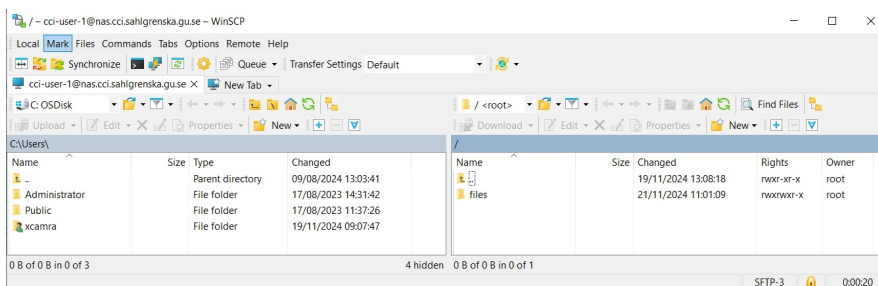 / – cci-user-1@nas.cci.sahlgrenska.gu.se – WinSCP
Local Mark Files Commands Tabs Options Remote Help
Synchronize Queue Transfer Settings Default
cci-user-1@nas.cci.sahlgrenska.gu.se New Tab
C: OSDisk / <root> Find Files
Upload Edit Properties New Download Edit Properties New
C:\Users\ /
Name Size Type Changed Name Size Changed Rights Owner
.. Parent directory 09/08/2024 13:03:41 .. 19/11/2024 13:08:18 rwxr-xr-x root
Administrator File folder 17/08/2023 14:31:42 files 21/11/2024 11:01:09 rwxrwxr-x root
Public File folder 17/08/2023 11:37:26
xcamra File folder 19/11/2024 09:07:47
0 B of 0 B in 0 of 3 4 hidden 0 B of 0 B in 0 of 1
SFTP-3 0:00:20